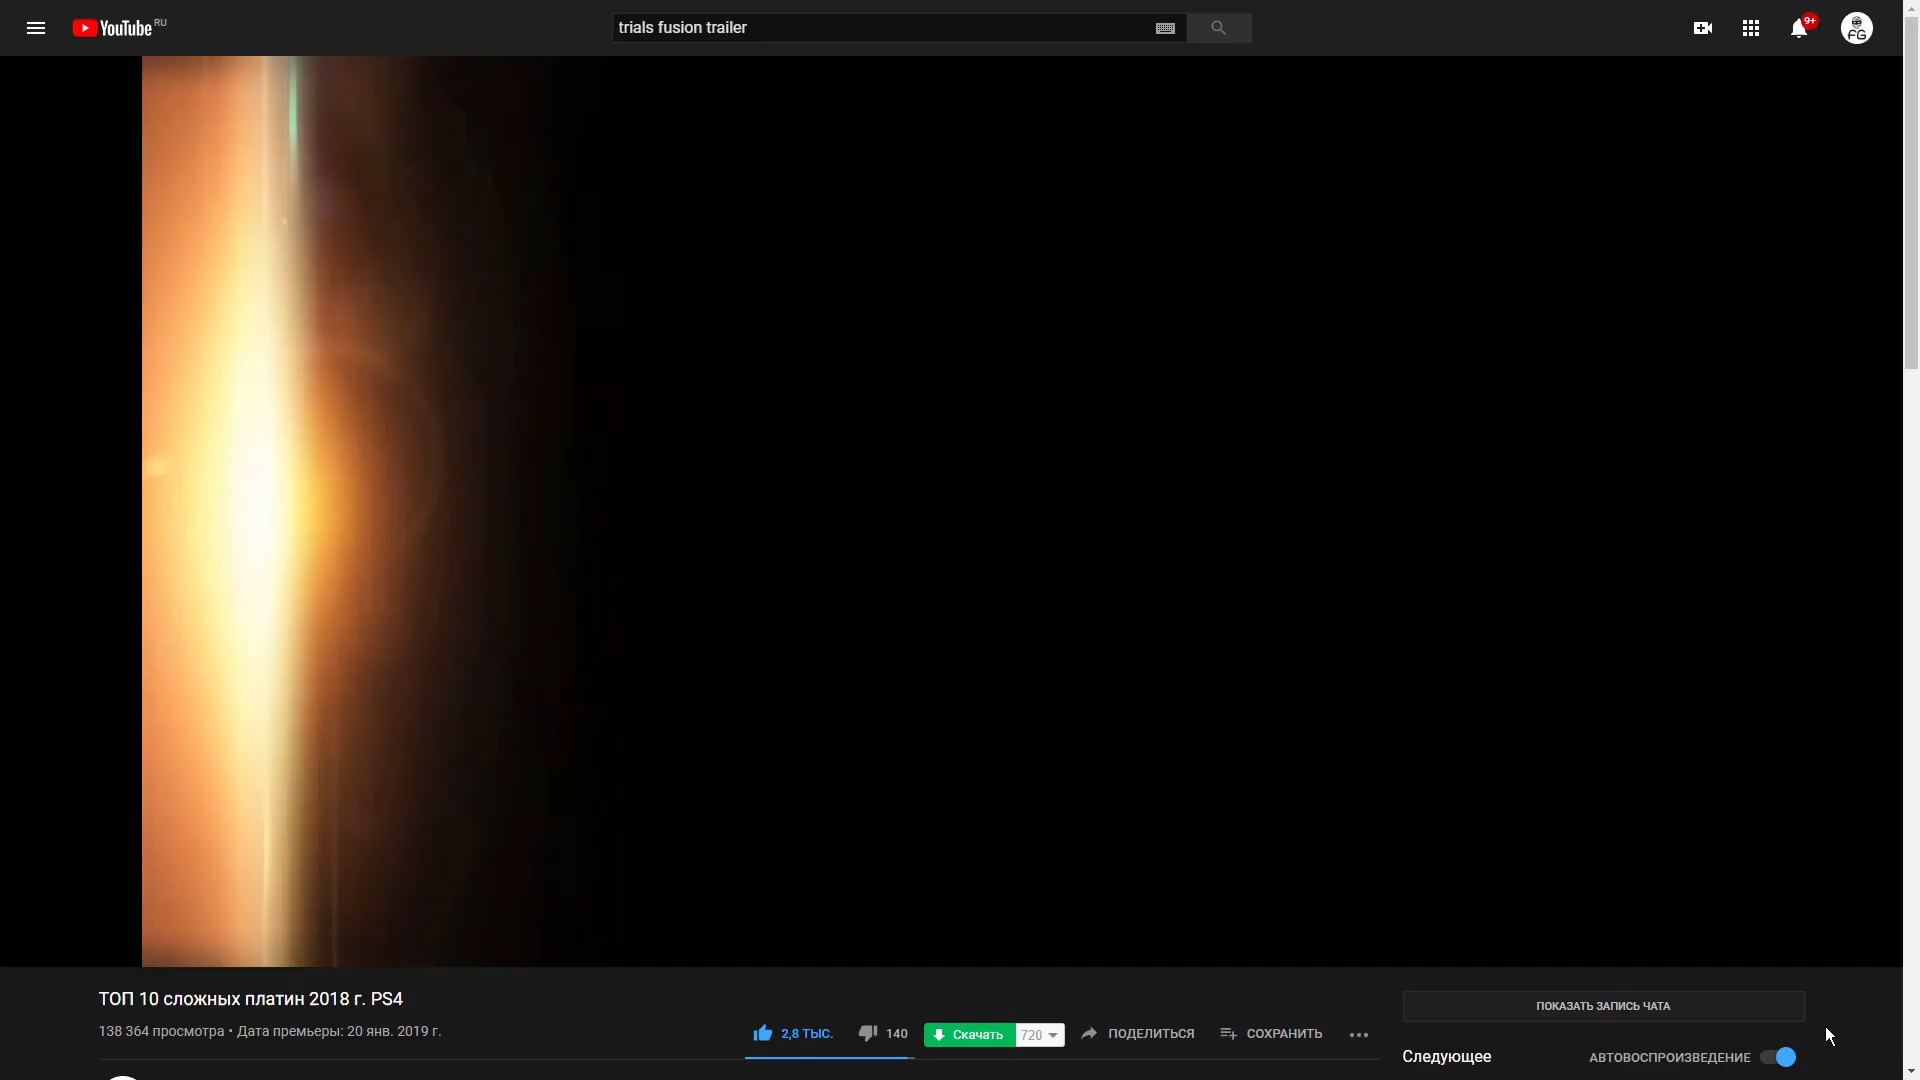 YouTube RU
trials fusion trailer
9+
FG
ТОП 10 сложных платин 2018 г. PS4
138 364 просмотра • Дата премьеры: 20 янв. 2019 г.
2,8 ТЫС.
140
Скачать
720
ПОДЕЛИТЬСЯ
СОХРАНИТЬ
ПОКАЗАТЬ ЗАПИСЬ ЧАТА
Следующее
АВТОВОСПРОИЗВЕДЕНИЕ